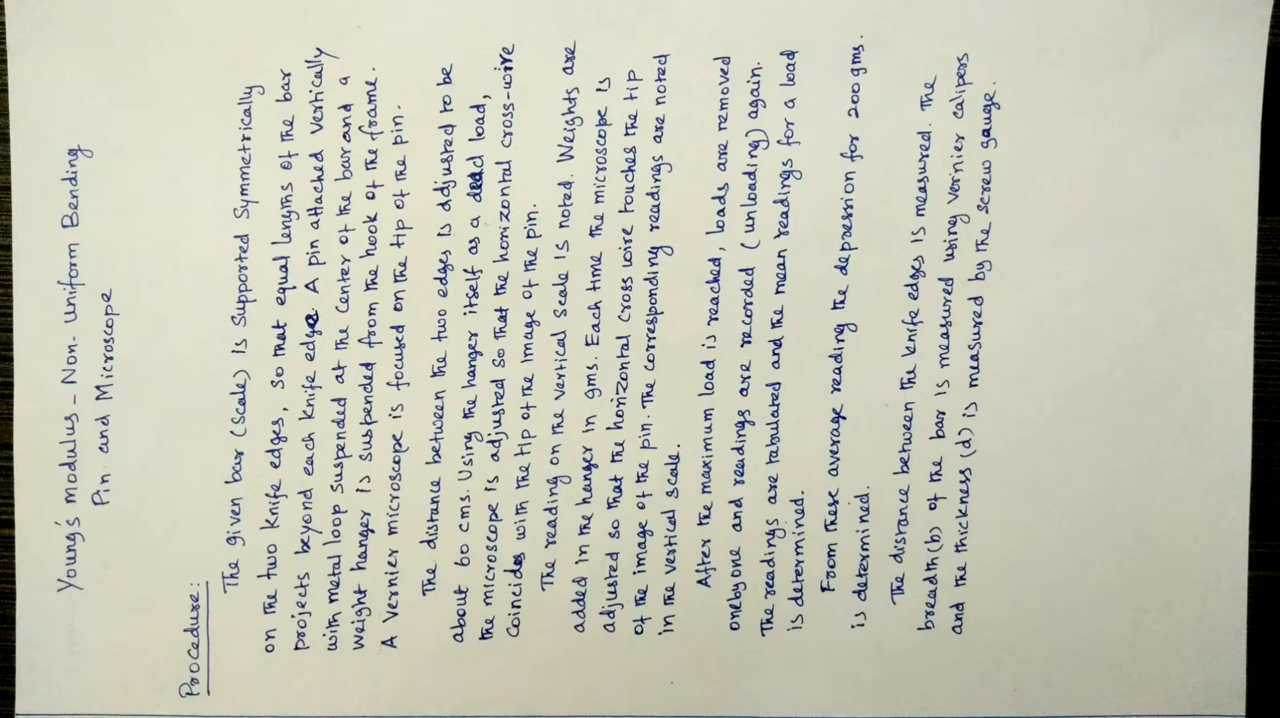 Young's modulus - Non-uniform Bending
Pin and Microscope
Procedure:
The given bar (scale) is supported symmetrically
on the two knife edges, so that equal lengths of the bar
projects beyond each knife edge. A pin attached vertically
with metal loop suspended at the center of the bar and a
weight hanger is suspended from the hook of the frame.
A vernier microscope is focused on the tip of the pin.
The distance between the two edges is adjusted to be
about 60 cms. Using the hanger itself as a dead load,
the microscope is adjusted so that the horizontal cross-wire
coincides with the tip of the image of the pin.
The reading on the vertical scale is noted. Weights are
added in the hanger in gms. Each time the microscope is
adjusted so that the horizontal cross wire touches the tip
of the image of the pin. The corresponding readings are noted
in the vertical scale.
After the maximum load is reached, loads are removed
one by one and readings are recorded (unloading) again.
The readings are tabulated and the mean readings for a load
is determined.
From these average reading the depression for 200 gms.
is determined.
The distance between the knife edges is measured. The
breadth (b) of the bar is measured using vernier calipers
and the thickness (d) is measured by the screw gauge.